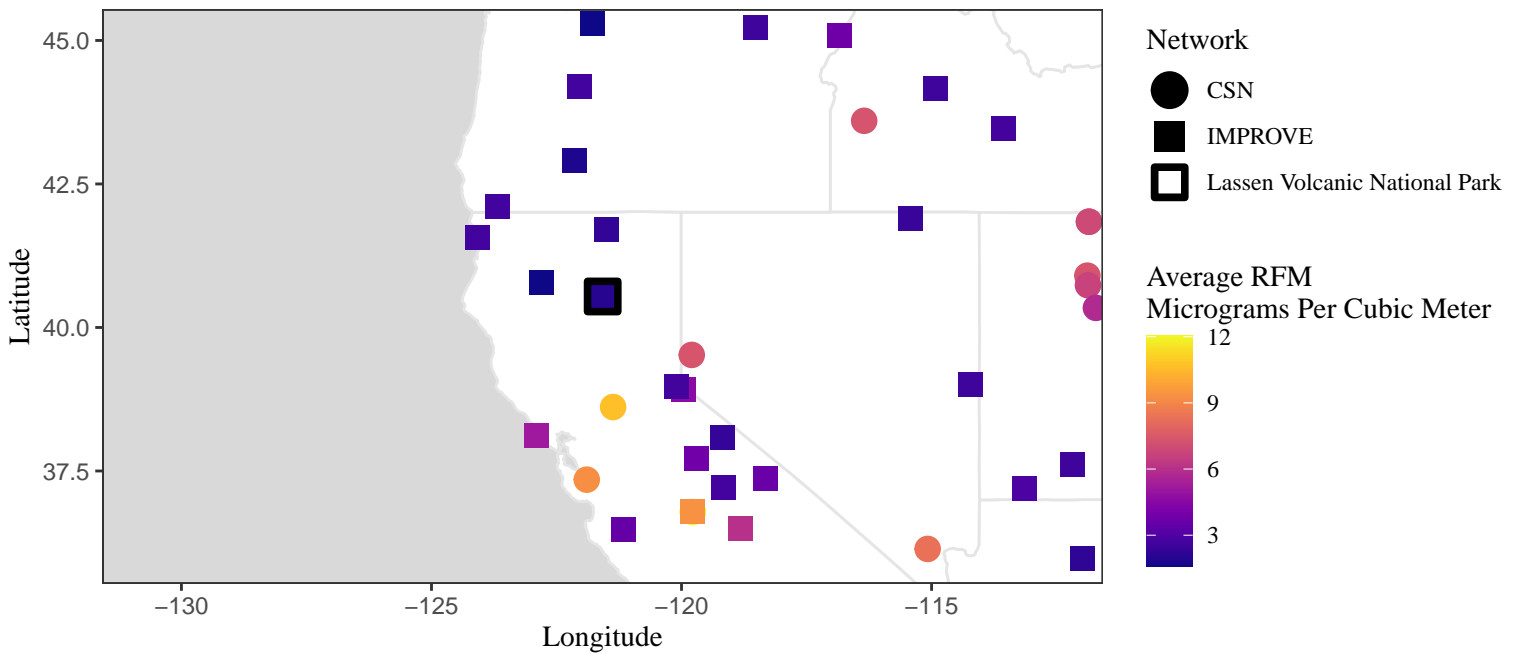 45.0
42.5
40.0
37.5
Latitude
−130
−125
−120
−115
Longitude
Network
CSN
IMPROVE
Lassen Volcanic National Park
Average RFM
Micrograms Per Cubic Meter
12
9
6
3